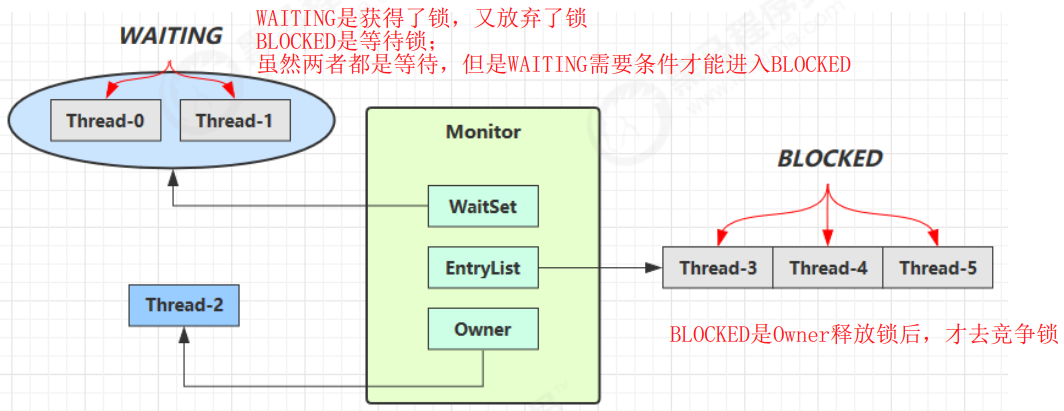 WAITING是获得了锁，又放弃了锁
BLOCKED是等待锁;
虽然两者都是等待，但是WAITING需要条件才能进入BLOCKED
WAITING
Thread-0
Thread-1
Monitor
WaitSet
EntryList
Owner
Thread-2
BLOCKED
Thread-3
Thread-4
Thread-5
BLOCKED是Owner释放锁后，才去竞争锁